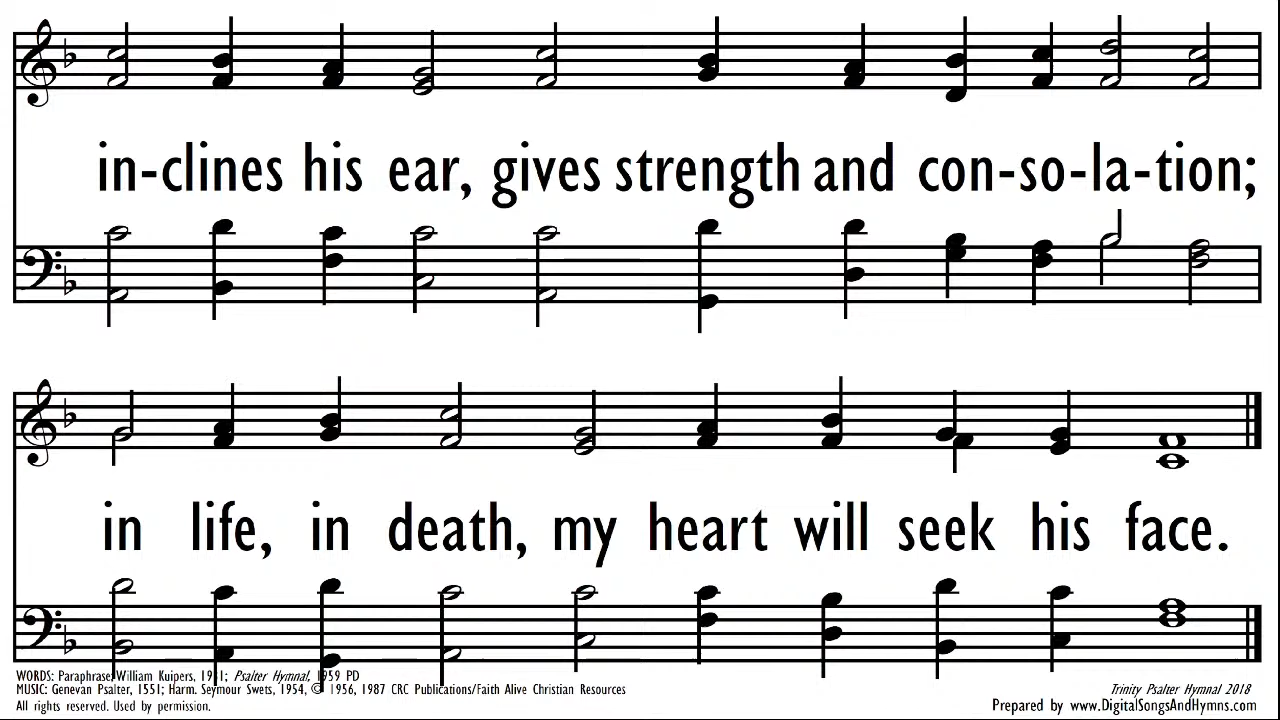 in-clines his ear, gives strength and con-so-la-tion;
in life, in death, my heart will seek his face.
WORDS: Paraphrase, William Kuipers, 1931; Psalter Hymnal, 1959 PD
MUSIC: Genevan Psalter, 1551; Harm. Seymour Swets, 1954, © 1956, 1987 CRC Publications/Faith Alive Christian Resources
All rights reserved. Used by permission.
Trinity Psalter Hymnal 2018
Prepared by www.DigitalSongsAndHymns.com